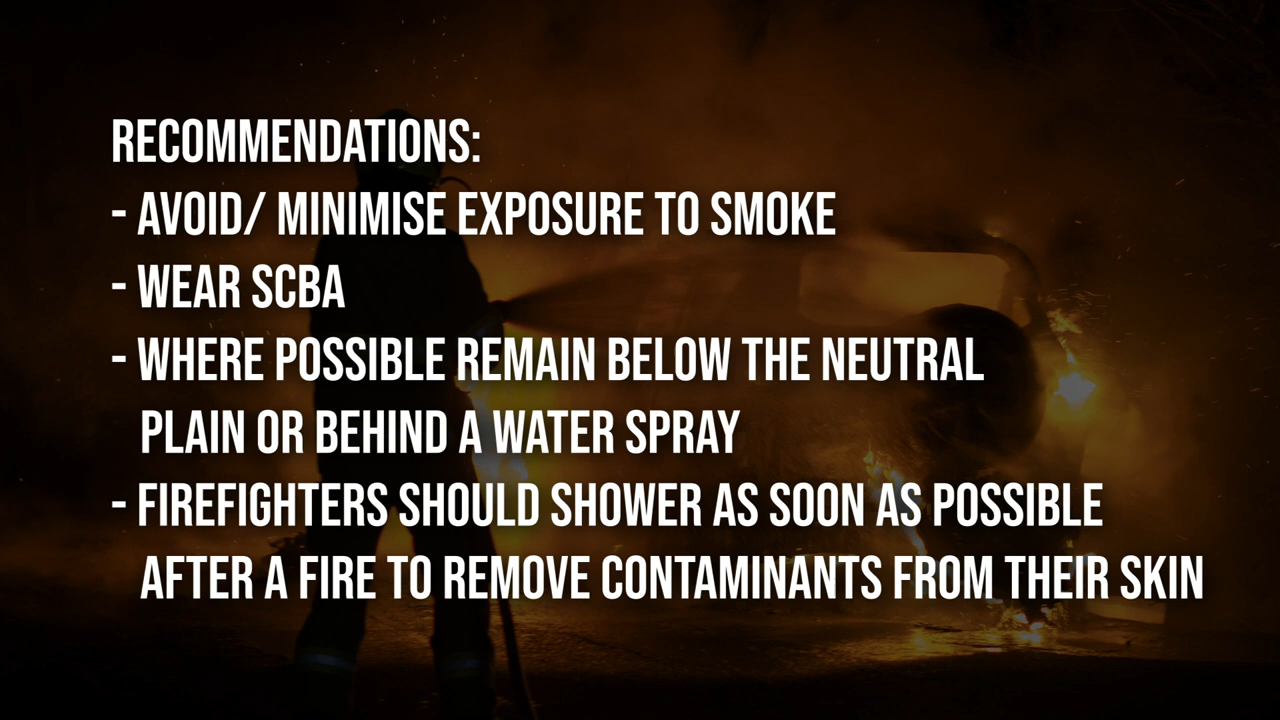 RECOMMENDATIONS:
- AVOID/ MINIMISE EXPOSURE TO SMOKE
- WEAR SCBA
- WHERE POSSIBLE REMAIN BELOW THE NEUTRAL
PLAIN OR BEHIND A WATER SPRAY
- FIREFIGHTERS SHOULD SHOWER AS SOON AS POSSIBLE
AFTER A FIRE TO REMOVE CONTAMINANTS FROM THEIR SKIN